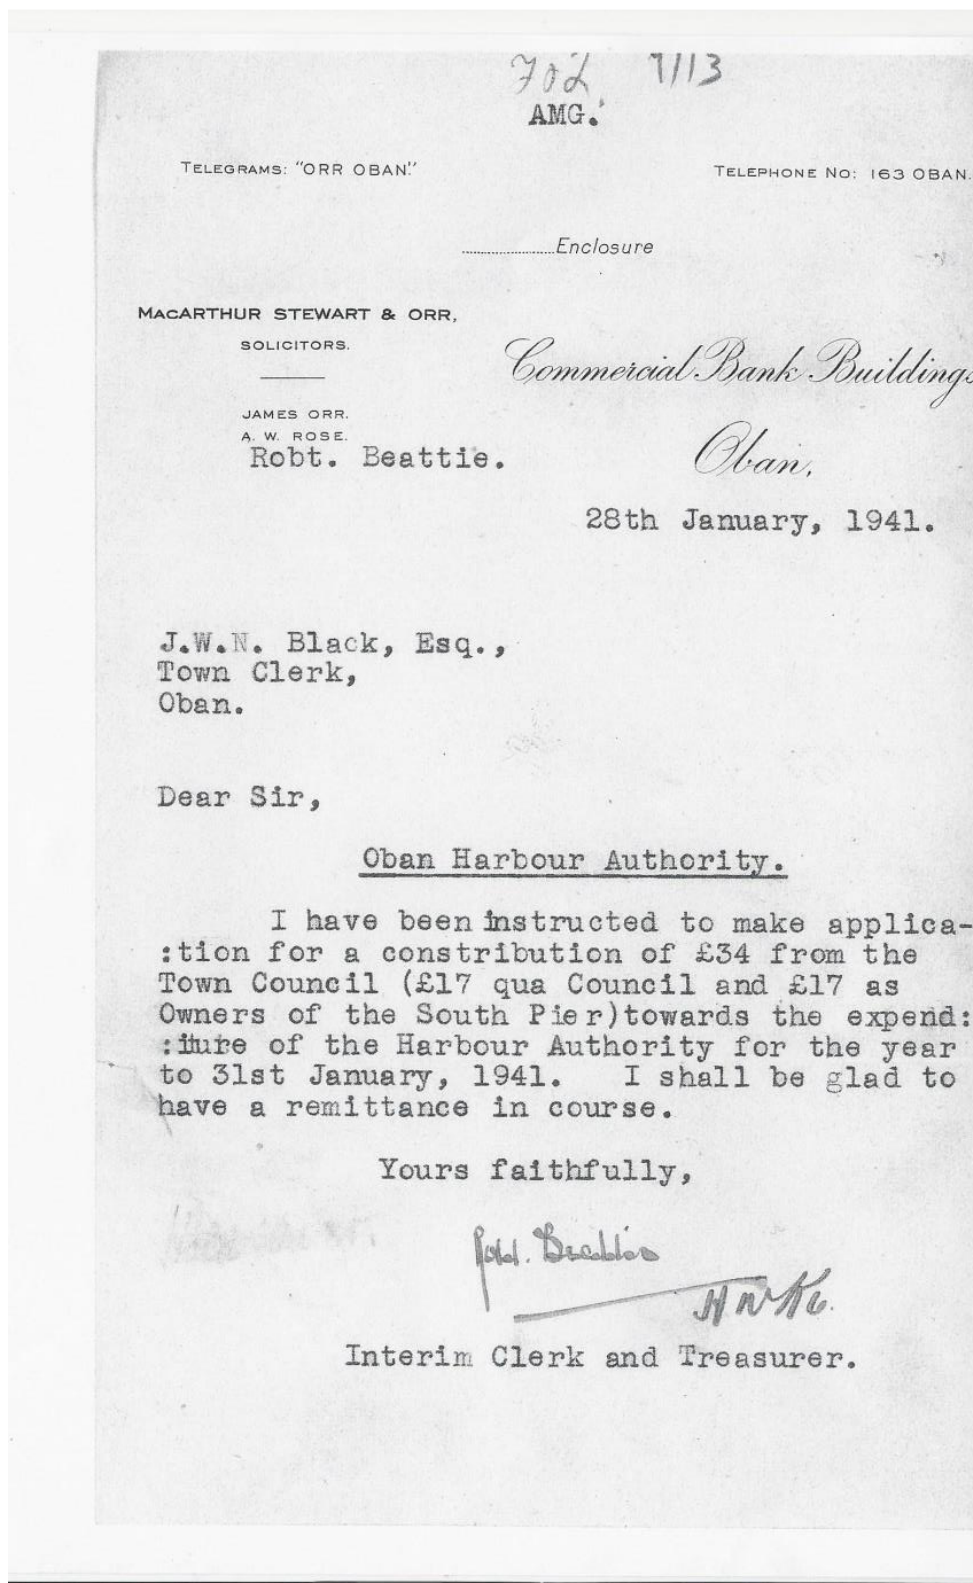 702 7/13
AMG.
TELEGRAMS: "ORR OBAN."
TELEPHONE NO: 163 OBAN.
Enclosure
MACARTHUR STEWART & ORR,
SOLICITORS.
JAMES ORR.
A. W. ROSE.
Robt. Beattie.
Commercial Bank Buildings
Oban,
28th January, 1941.
J.W.N. Black, Esq.,
Town Clerk,
Oban.
Dear Sir,
Oban Harbour Authority.
I have been instructed to make applica-
:tion for a constribution of £34 from the
Town Council (£17 qua Council and £17 as
Owners of the South Pier)towards the expend:
:iture of the Harbour Authority for the year
to 31st January, 1941. I shall be glad to
have a remittance in course.
Yours faithfully,
Robt. Beattie
Interim Clerk and Treasurer.